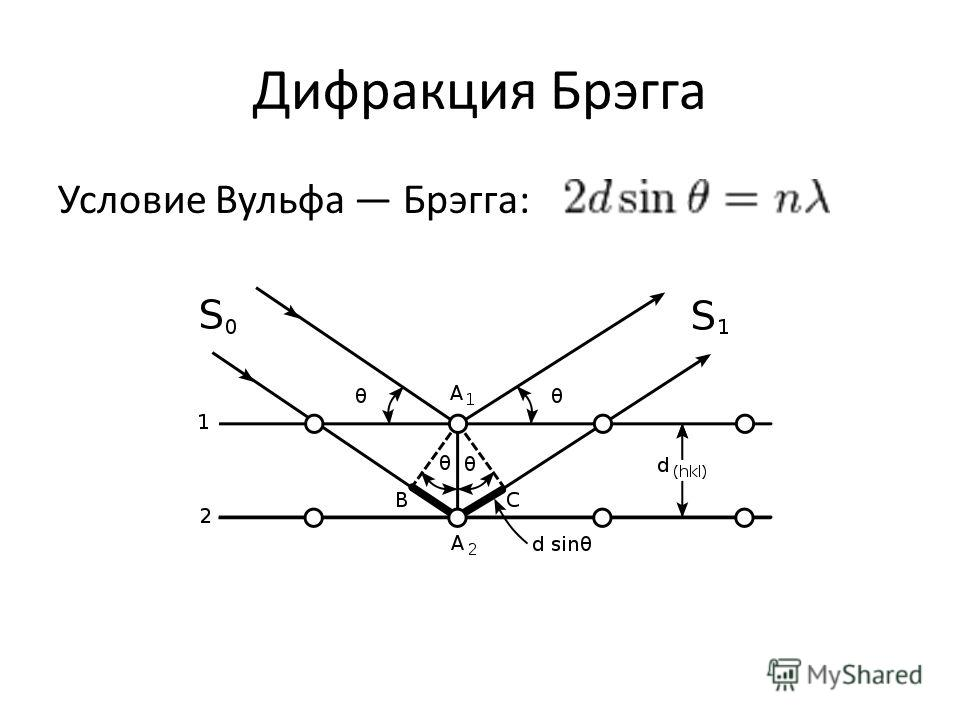 Дифракция Брэгга
Условие Вульфа — Брэгга: 2d sin θ = nλ
S₀ S₁
θ A₁ θ
1
θ θ d (hkl)
B C
2
A₂ d sinθ
MyShared